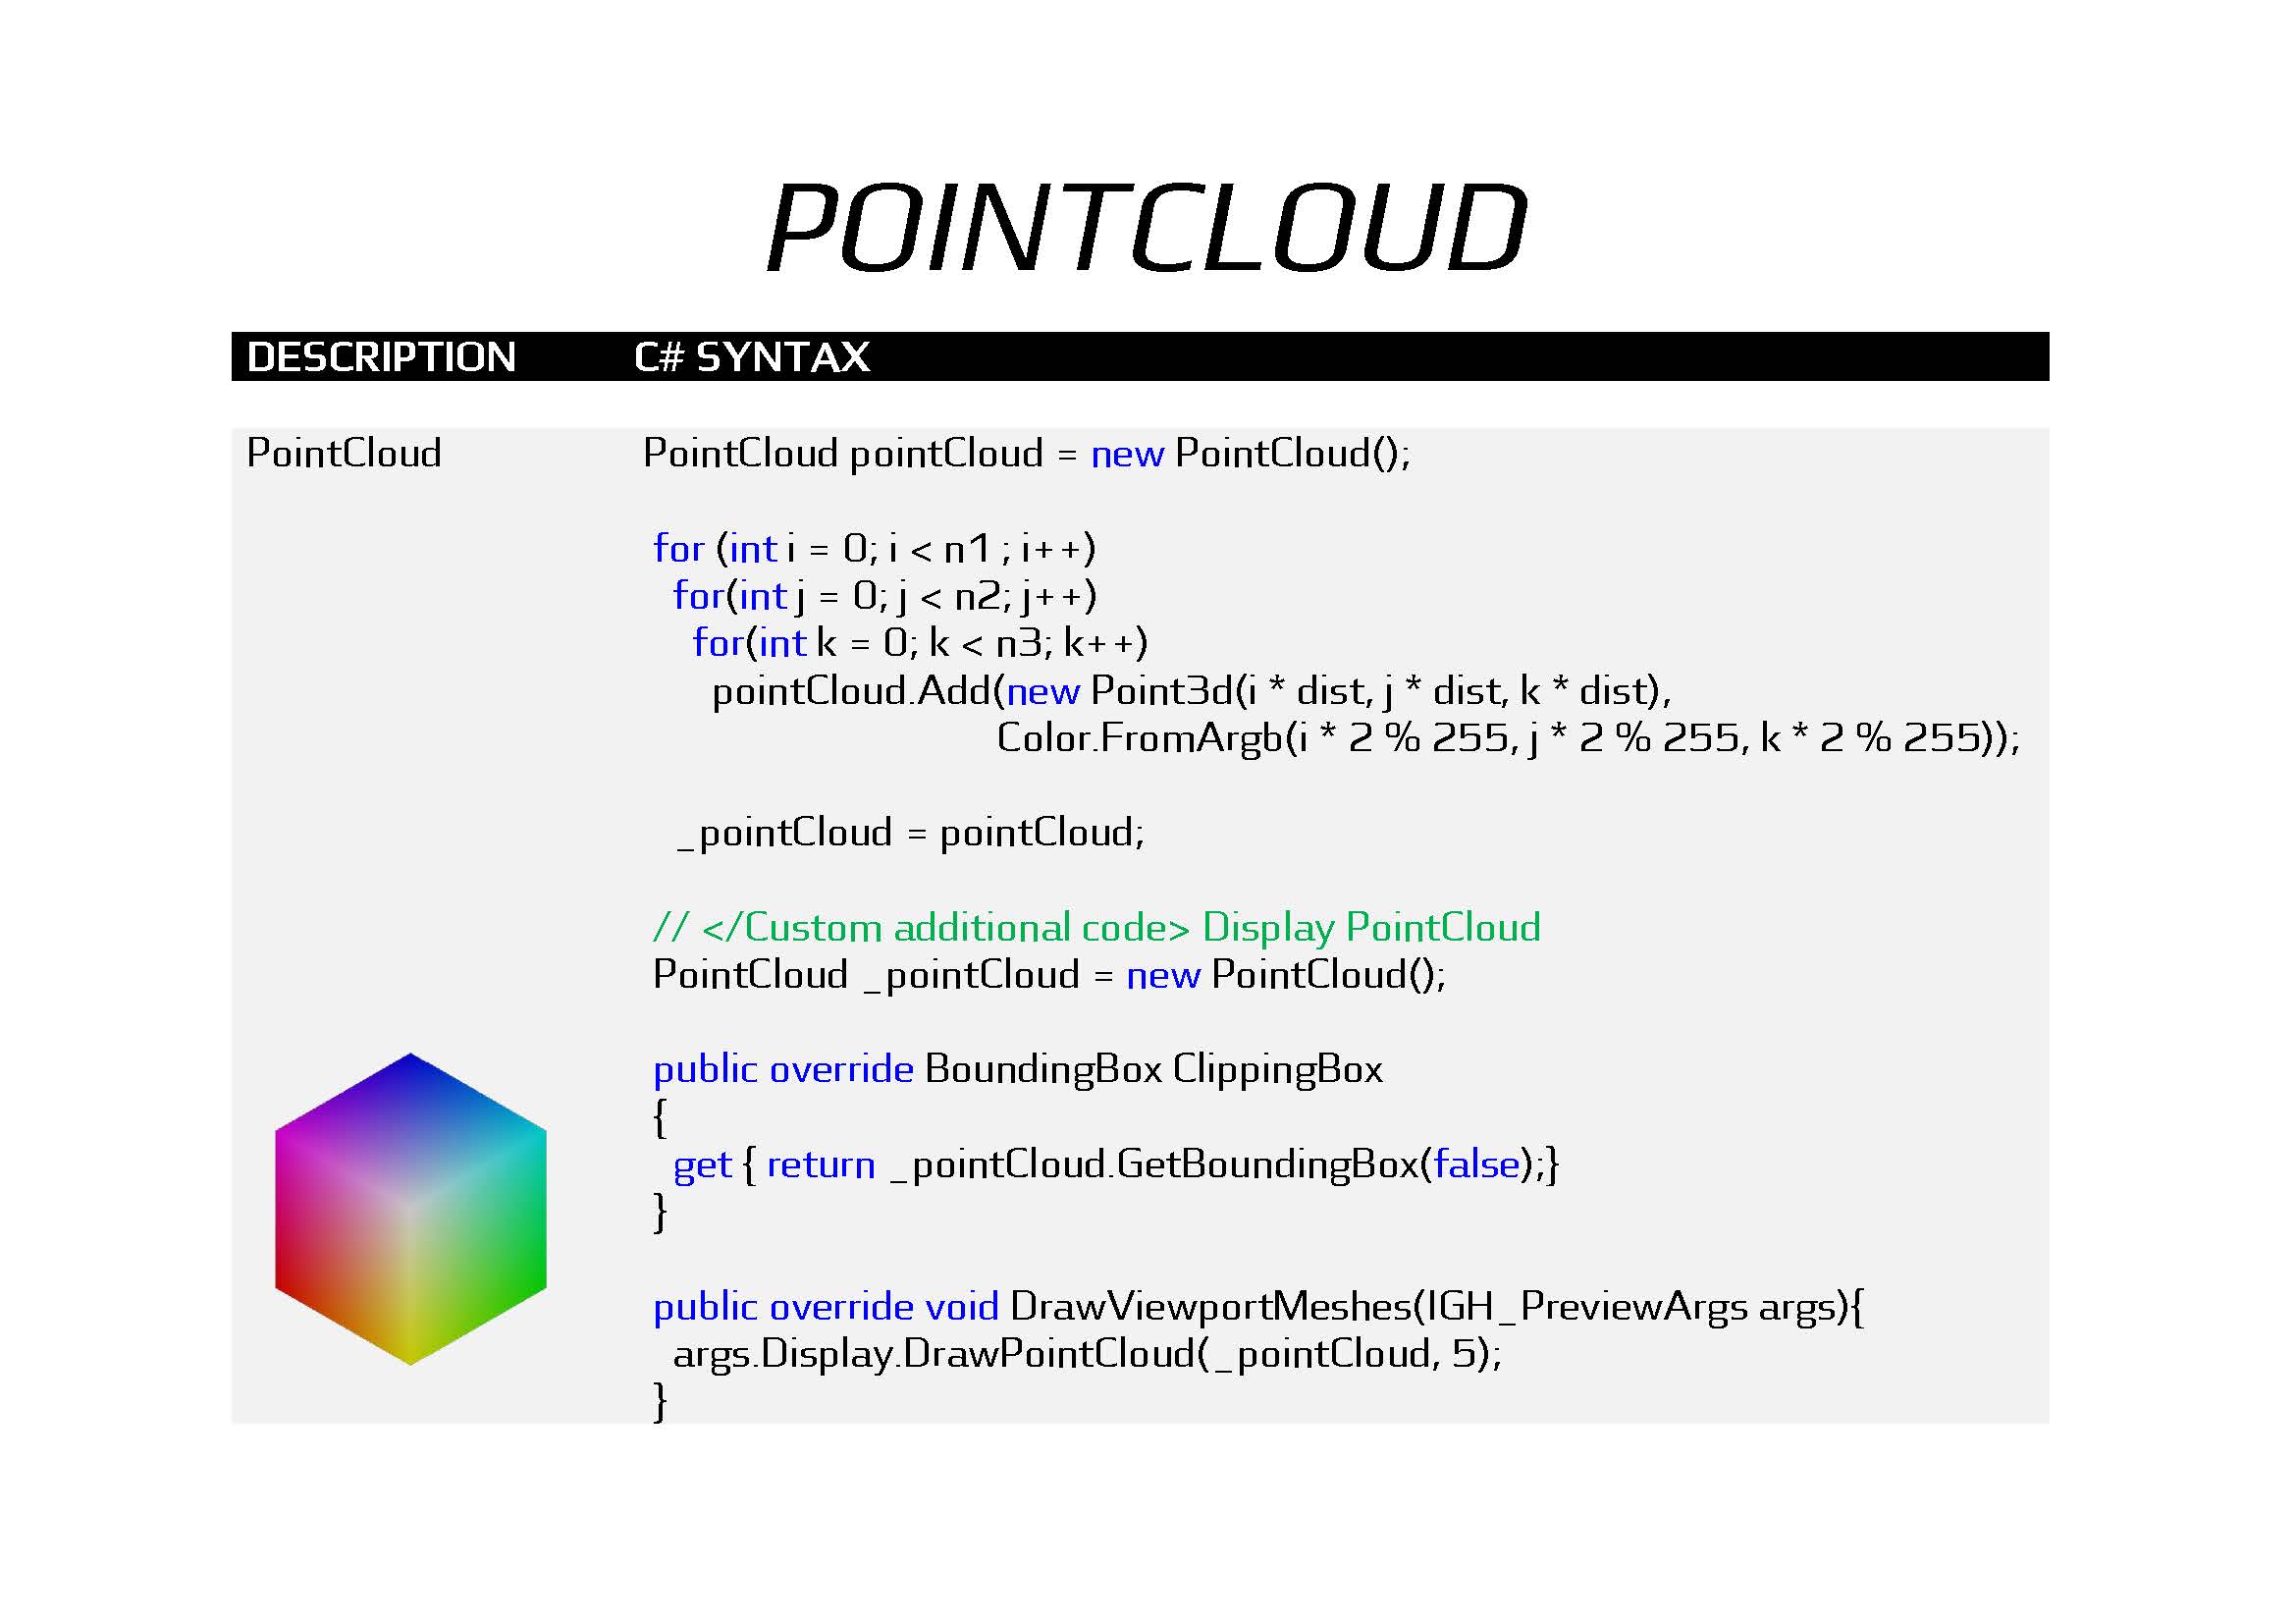 POINTCLOUD
DESCRIPTION C# SYNTAX
PointCloud PointCloud pointCloud = new PointCloud();
for (int i = 0; i < n1 ; i++)
for(int j = 0; j < n2; j++)
for(int k = 0; k < n3; k++)
pointCloud.Add(new Point3d(i * dist, j * dist, k * dist),
Color.FromArgb(i * 2 % 255, j * 2 % 255, k * 2 % 255));
_pointCloud = pointCloud;
// </Custom additional code> Display PointCloud
PointCloud _pointCloud = new PointCloud();
public override BoundingBox ClippingBox
{
get { return _pointCloud.GetBoundingBox(false);}
}
public override void DrawViewportMeshes(IGH_PreviewArgs args){
args.Display.DrawPointCloud(_pointCloud, 5);
}